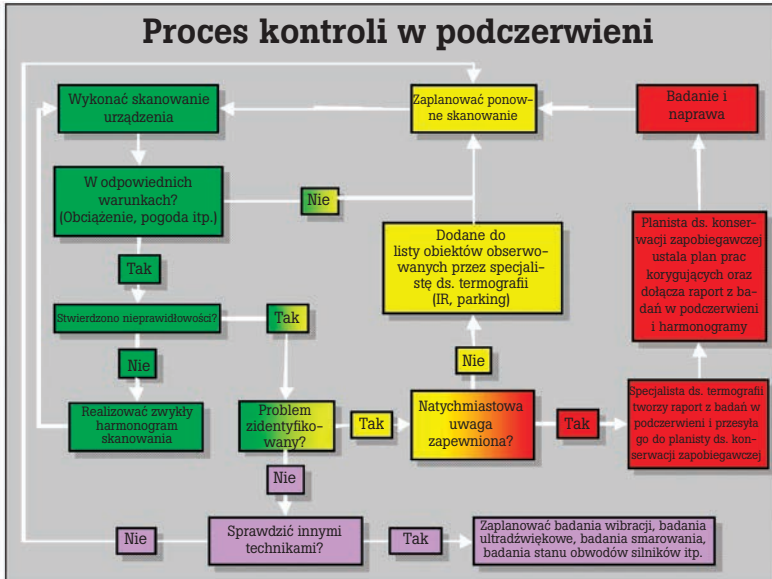 Proces kontroli w podczerwieni
Wykonać skanowanie
urządzenia
Zaplanować ponow-
ne skanowanie
Badanie i
naprawa
W odpowiednich
warunkach?
(Obciążenie, pogoda itp.)
Nie
Dodane do
listy obiektów obserwo-
wanych przez specjali-
stę ds. termografii
(IR, parking)
Planista ds. konser-
wacji zapobiegawczej
ustala plan prac
korygujących oraz
dołącza raport z ba-
dań w podczerwieni
i harmonogramy
Tak
Stwierdzono nieprawidłowości?
Tak
Nie
Nie
Realizować zwykły
harmonogram
skanowania
Problem
zidentyfiko-
wany?
Tak
Natychmiastowa
uwaga
zapewniona?
Tak
Specjalista ds. termografii
tworzy raport z badań w
podczerwieni i przesyła
go do planisty ds. kon-
serwacji zapobiegawczej
Nie
Nie
Sprawdzić innymi
technikami?
Tak
Zaplanować badania wibracji, badania
ultradźwiękowe, badania smarowania,
badania stanu obwodów silników itp.